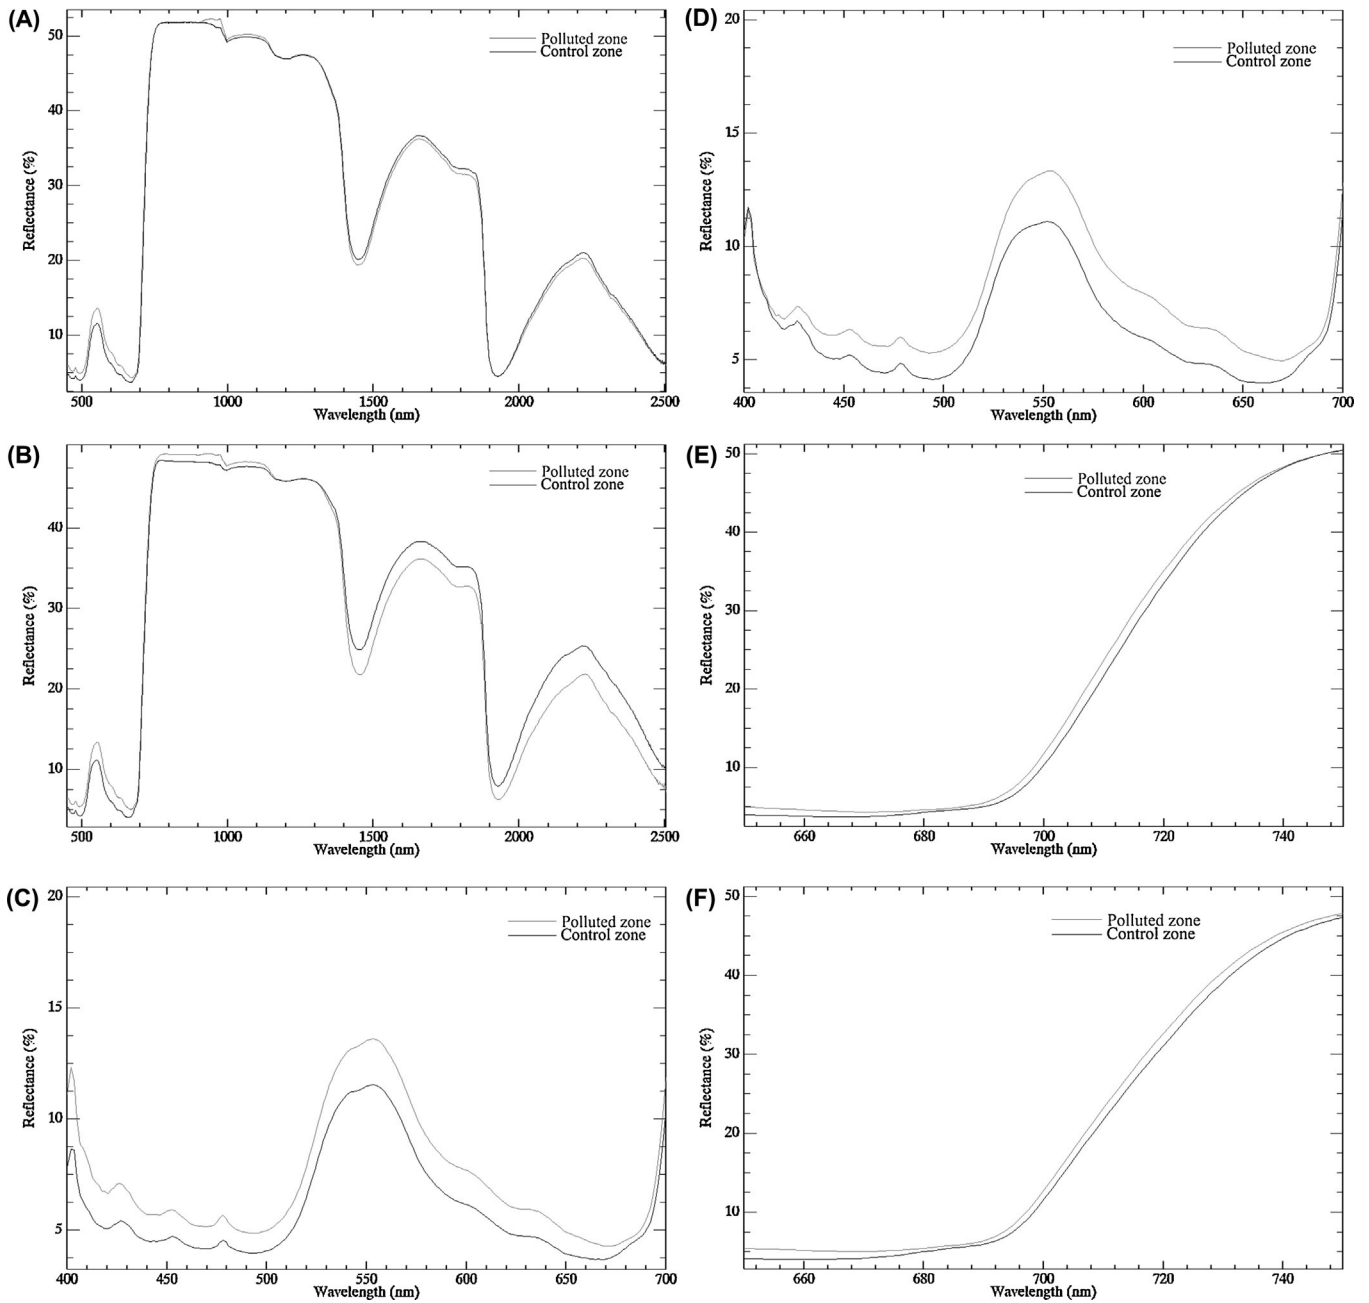 (A)
50
40
30
20
10
Reflectance (%)
Polluted zone
Control zone
500 1000 1500 2000 2500
Wavelength (nm)
(B)
40
30
20
10
Reflectance (%)
Polluted zone
Control zone
500 1000 1500 2000 2500
Wavelength (nm)
(C)
20
15
10
5
Reflectance (%)
Polluted zone
Control zone
400 450 500 550 600 650 700
Wavelength (nm)
(D)
20
15
10
5
Reflectance (%)
Polluted zone
Control zone
400 450 500 550 600 650 700
Wavelength (nm)
(E)
50
40
30
20
10
Reflectance (%)
Polluted zone
Control zone
660 680 700 720 740
Wavelength (nm)
(F)
50
40
30
20
10
Reflectance (%)
Polluted zone
Control zone
660 680 700 720 740
Wavelength (nm)